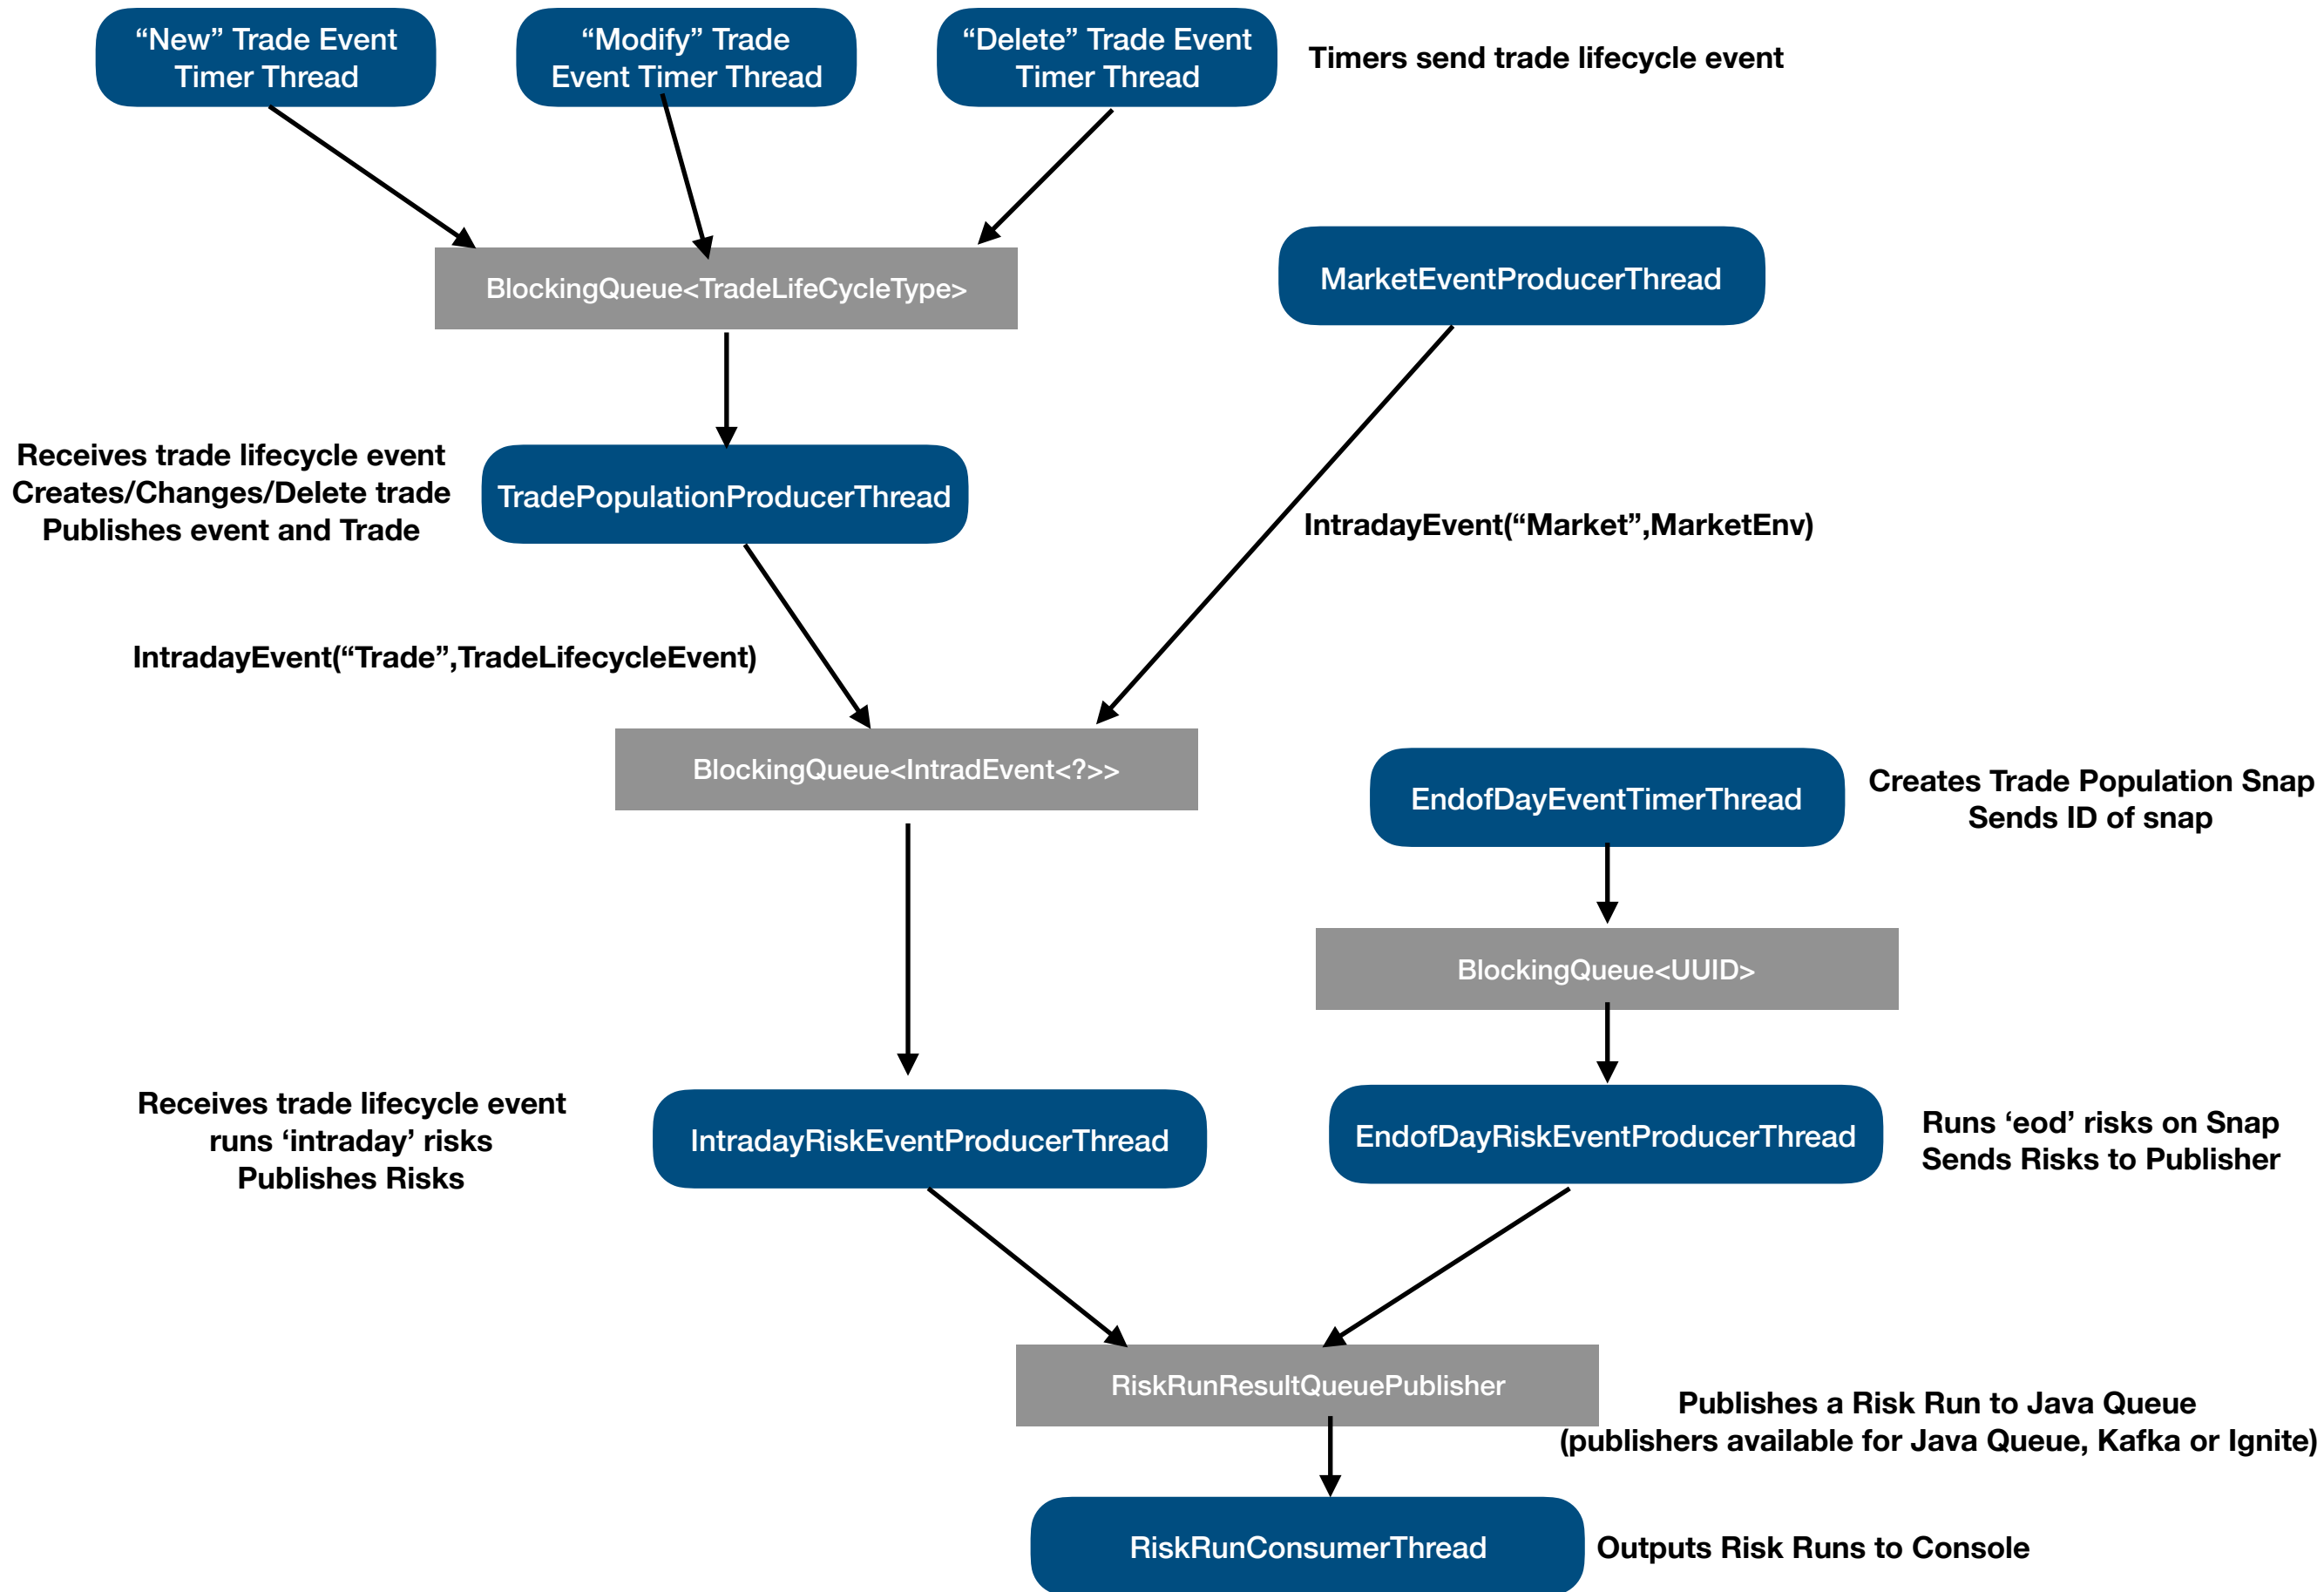 “New” Trade Event
Timer Thread
“Modify” Trade
Event Timer Thread
“Delete” Trade Event
Timer Thread
Timers send trade lifecycle event
BlockingQueue<TradeLifeCycleType>
MarketEventProducerThread
Receives trade lifecycle event
Creates/Changes/Delete trade
Publishes event and Trade
TradePopulationProducerThread
IntradayEvent(“Market”,MarketEnv)
IntradayEvent(“Trade”,TradeLifecycleEvent)
BlockingQueue<IntradEvent<?>>
EndofDayEventTimerThread
Creates Trade Population Snap
Sends ID of snap
BlockingQueue<UUID>
Receives trade lifecycle event
runs ‘intraday’ risks
Publishes Risks
IntradayRiskEventProducerThread
EndofDayRiskEventProducerThread
Runs ‘eod’ risks on Snap
Sends Risks to Publisher
RiskRunResultQueuePublisher
Publishes a Risk Run to Java Queue
(publishers available for Java Queue, Kafka or Ignite)
RiskRunConsumerThread
Outputs Risk Runs to Console